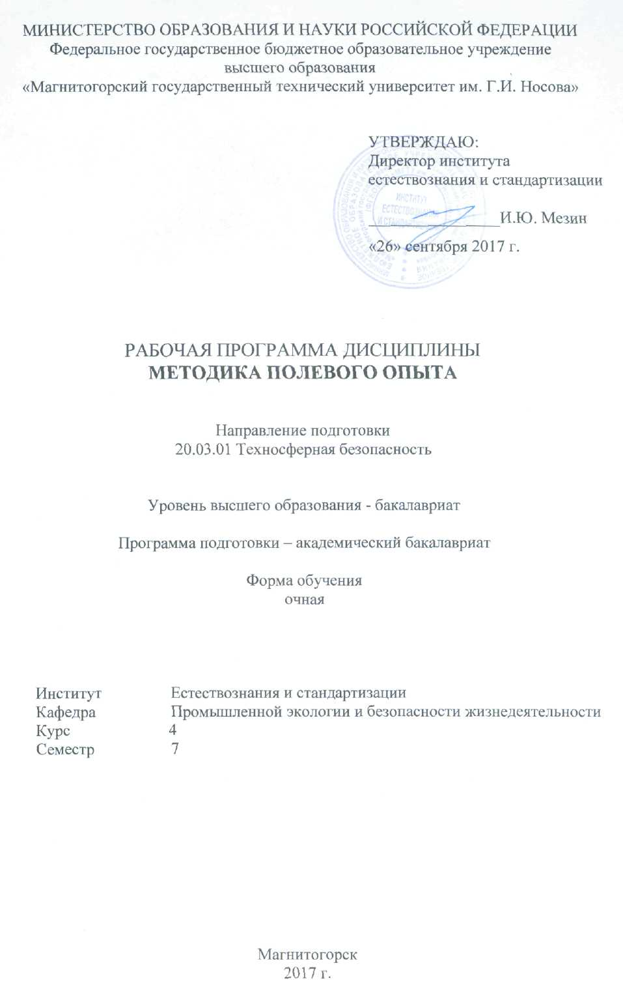 МИНИСТЕРСТВО ОБРАЗОВАНИЯ И НАУКИ РОССИЙСКОЙ ФЕДЕРАЦИИ
Федеральное государственное бюджетное образовательное учреждение
высшего образования
«Магнитогорский государственный технический университет им. Г.И. Носова»
УТВЕРЖДАЮ:
Директор института
естествознания и стандартизации
ИНСТИТУТ
ЕСТЕСТВОЗНАНИЯ
И СТАНДАРТИЗАЦИИ
И.Ю. Мезин
«26» сентября 2017 г.
РАБОЧАЯ ПРОГРАММА ДИСЦИПЛИНЫ
МЕТОДИКА ПОЛЕВОГО ОПЫТА
Направление подготовки
20.03.01 Техносферная безопасность
Уровень высшего образования - бакалавриат
Программа подготовки – академический бакалавриат
Форма обучения
очная
Институт Естествознания и стандартизации
Кафедра Промышленной экологии и безопасности жизнедеятельности
Курс 4
Семестр 7
Магнитогорск
2017 г.